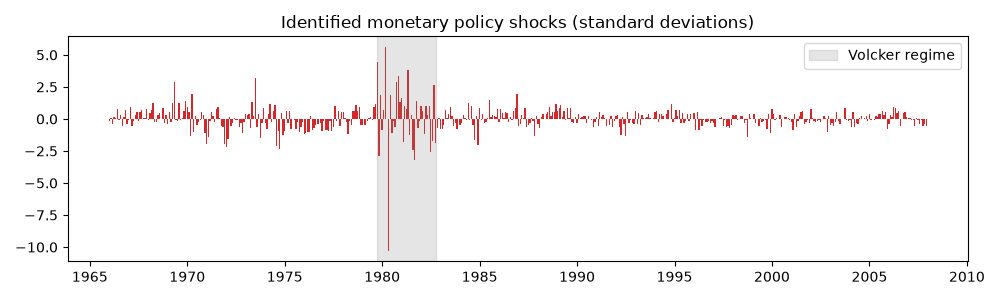 Identified monetary policy shocks (standard deviations)
Volcker regime
5.0
2.5
0.0
−2.5
−5.0
−7.5
−10.0
1965 1970 1975 1980 1985 1990 1995 2000 2005 2010